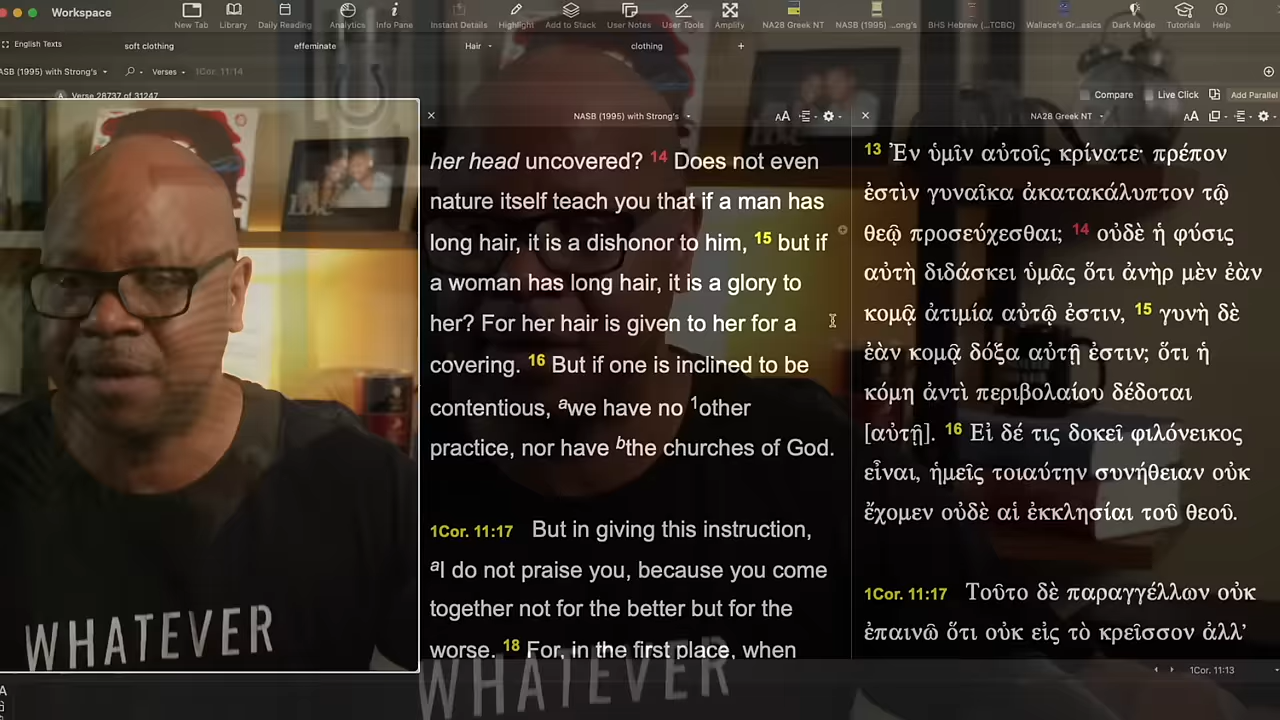 Workspace
New Tab
Library
Daily Reading
Analytics
Info Pane
Instant Details
Highlight
Add to Stack
User Notes
User Tools
Amplify
NA28 Greek NT
NASB (1995) ...ong's
BHS Hebrew (...TCBC)
Wallace's Gr...asics
Dark Mode
Tutorials
Help
English Texts
soft clothing
effeminate
Hair
clothing
ASB (1995) with Strong's
Verses
1Cor. 11/14
Verse 28737 of 31247
Compare
Live Click
Add Parallel
NASB (1995) with Strong's
her head uncovered? 14 Does not even
nature itself teach you that if a man has
long hair, it is a dishonor to him, 15 but if
a woman has long hair, it is a glory to
her? For her hair is given to her for a
covering. 16 But if one is inclined to be
contentious, awe have no 1other
practice, nor have bthe churches of God.
1Cor. 11:17 But in giving this instruction,
aI do not praise you, because you come
together not for the better but for the
worse. 18 For, in the first place, when
NA28 Greek NT
13 Ἐν ὑμῖν αὐτοῖς κρίνατε· πρέπον
ἐστὶν γυναῖκα ἀκατακάλυπτον τῷ
θεῷ προσεύχεσθαι; 14 οὐδὲ ἡ φύσις
αὐτὴ διδάσκει ὑμᾶς ὅτι ἀνὴρ μὲν ἐὰν
κομᾷ ἀτιμία αὐτῷ ἐστιν, 15 γυνὴ δὲ
ἐὰν κομᾷ δόξα αὐτῇ ἐστιν; ὅτι ἡ
κόμη ἀντὶ περιβολαίου δέδοται
[αὐτῇ]. 16 Εἰ δέ τις δοκεῖ φιλόνεικος
εἶναι, ἡμεῖς τοιαύτην συνήθειαν οὐκ
ἔχομεν οὐδὲ αἱ ἐκκλησίαι τοῦ θεοῦ.
1Cor. 11:17 Τοῦτο δὲ παραγγέλλων οὐκ
ἐπαινῶ ὅτι οὐκ εἰς τὸ κρεῖσσον ἀλλ’
1Cor. 11:13
WHATEVER
WHATEVER